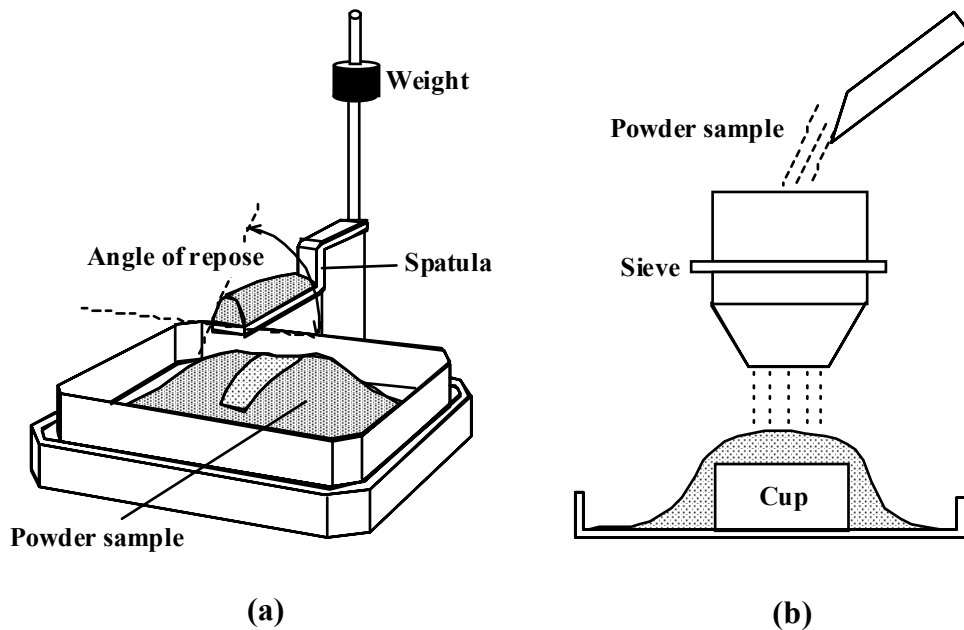 Weight
Angle of repose
Spatula
Powder sample
(a)
Powder sample
Sieve
Cup
(b)